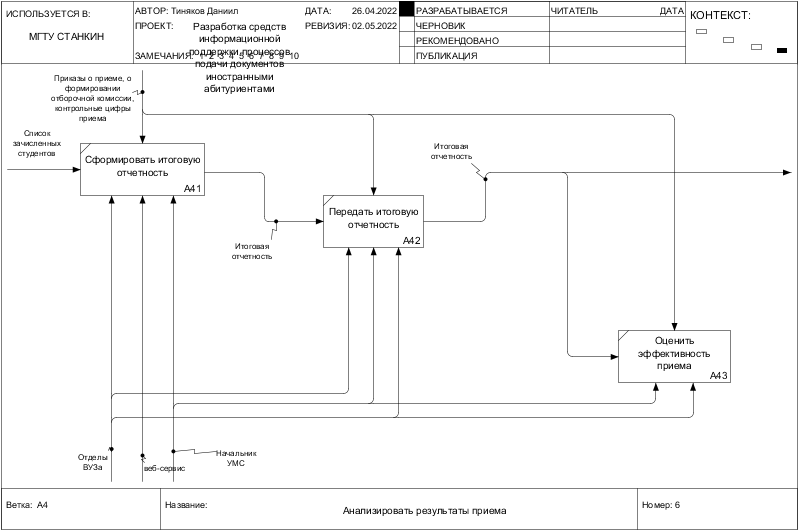 ИСПОЛЬЗУЕТСЯ В:
МГТУ СТАНКИН
АВТОР: Тиняков Даниил
ДАТА: 26.04.2022
ПРОЕКТ: Разработка средств
информационной
поддержки процессов
подачи документов
иностранными
абитуриентами
РЕВИЗИЯ: 02.05.2022
ЗАМЕЧАНИЯ: 1 2 3 4 5 6 7 8 9 10
РАЗРАБАТЫВАЕТСЯ
ЧЕРНОВИК
РЕКОМЕНДОВАНО
ПУБЛИКАЦИЯ
ЧИТАТЕЛЬ
ДАТА
КОНТЕКСТ:
Приказы о приеме, о
формировании
отборочной комиссии,
контрольные цифры
приема
Список
зачисленных
студентов
Сформировать итоговую
отчетность
A41
Итоговая
отчетность
Передать итоговую
отчетность
A42
Итоговая
отчетность
Оценить
эффективность
приема
A43
Отделы
ВУЗа
веб-сервис
Начальник
УМС
Ветка: A4
Название:
Анализировать результаты приема
Номер: 6